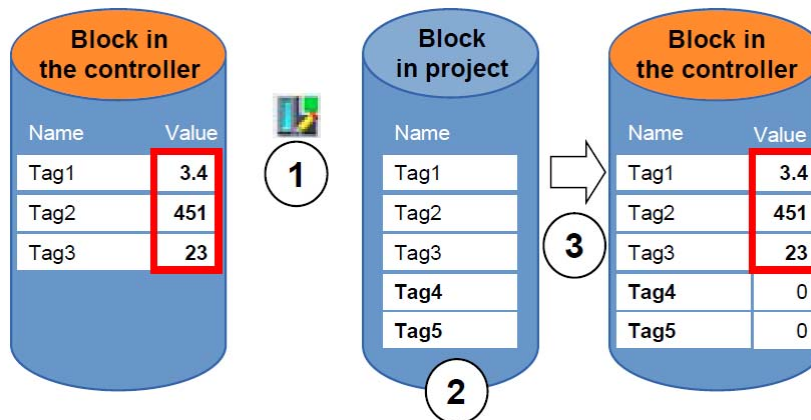 Block in
the controller
Name Value
Tag1 3.4
Tag2 451
Tag3 23
1
Block
in project
Name
Tag1
Tag2
Tag3
Tag4
Tag5
2
3
Block in
the controller
Name Value
Tag1 3.4
Tag2 451
Tag3 23
Tag4 0
Tag5 0